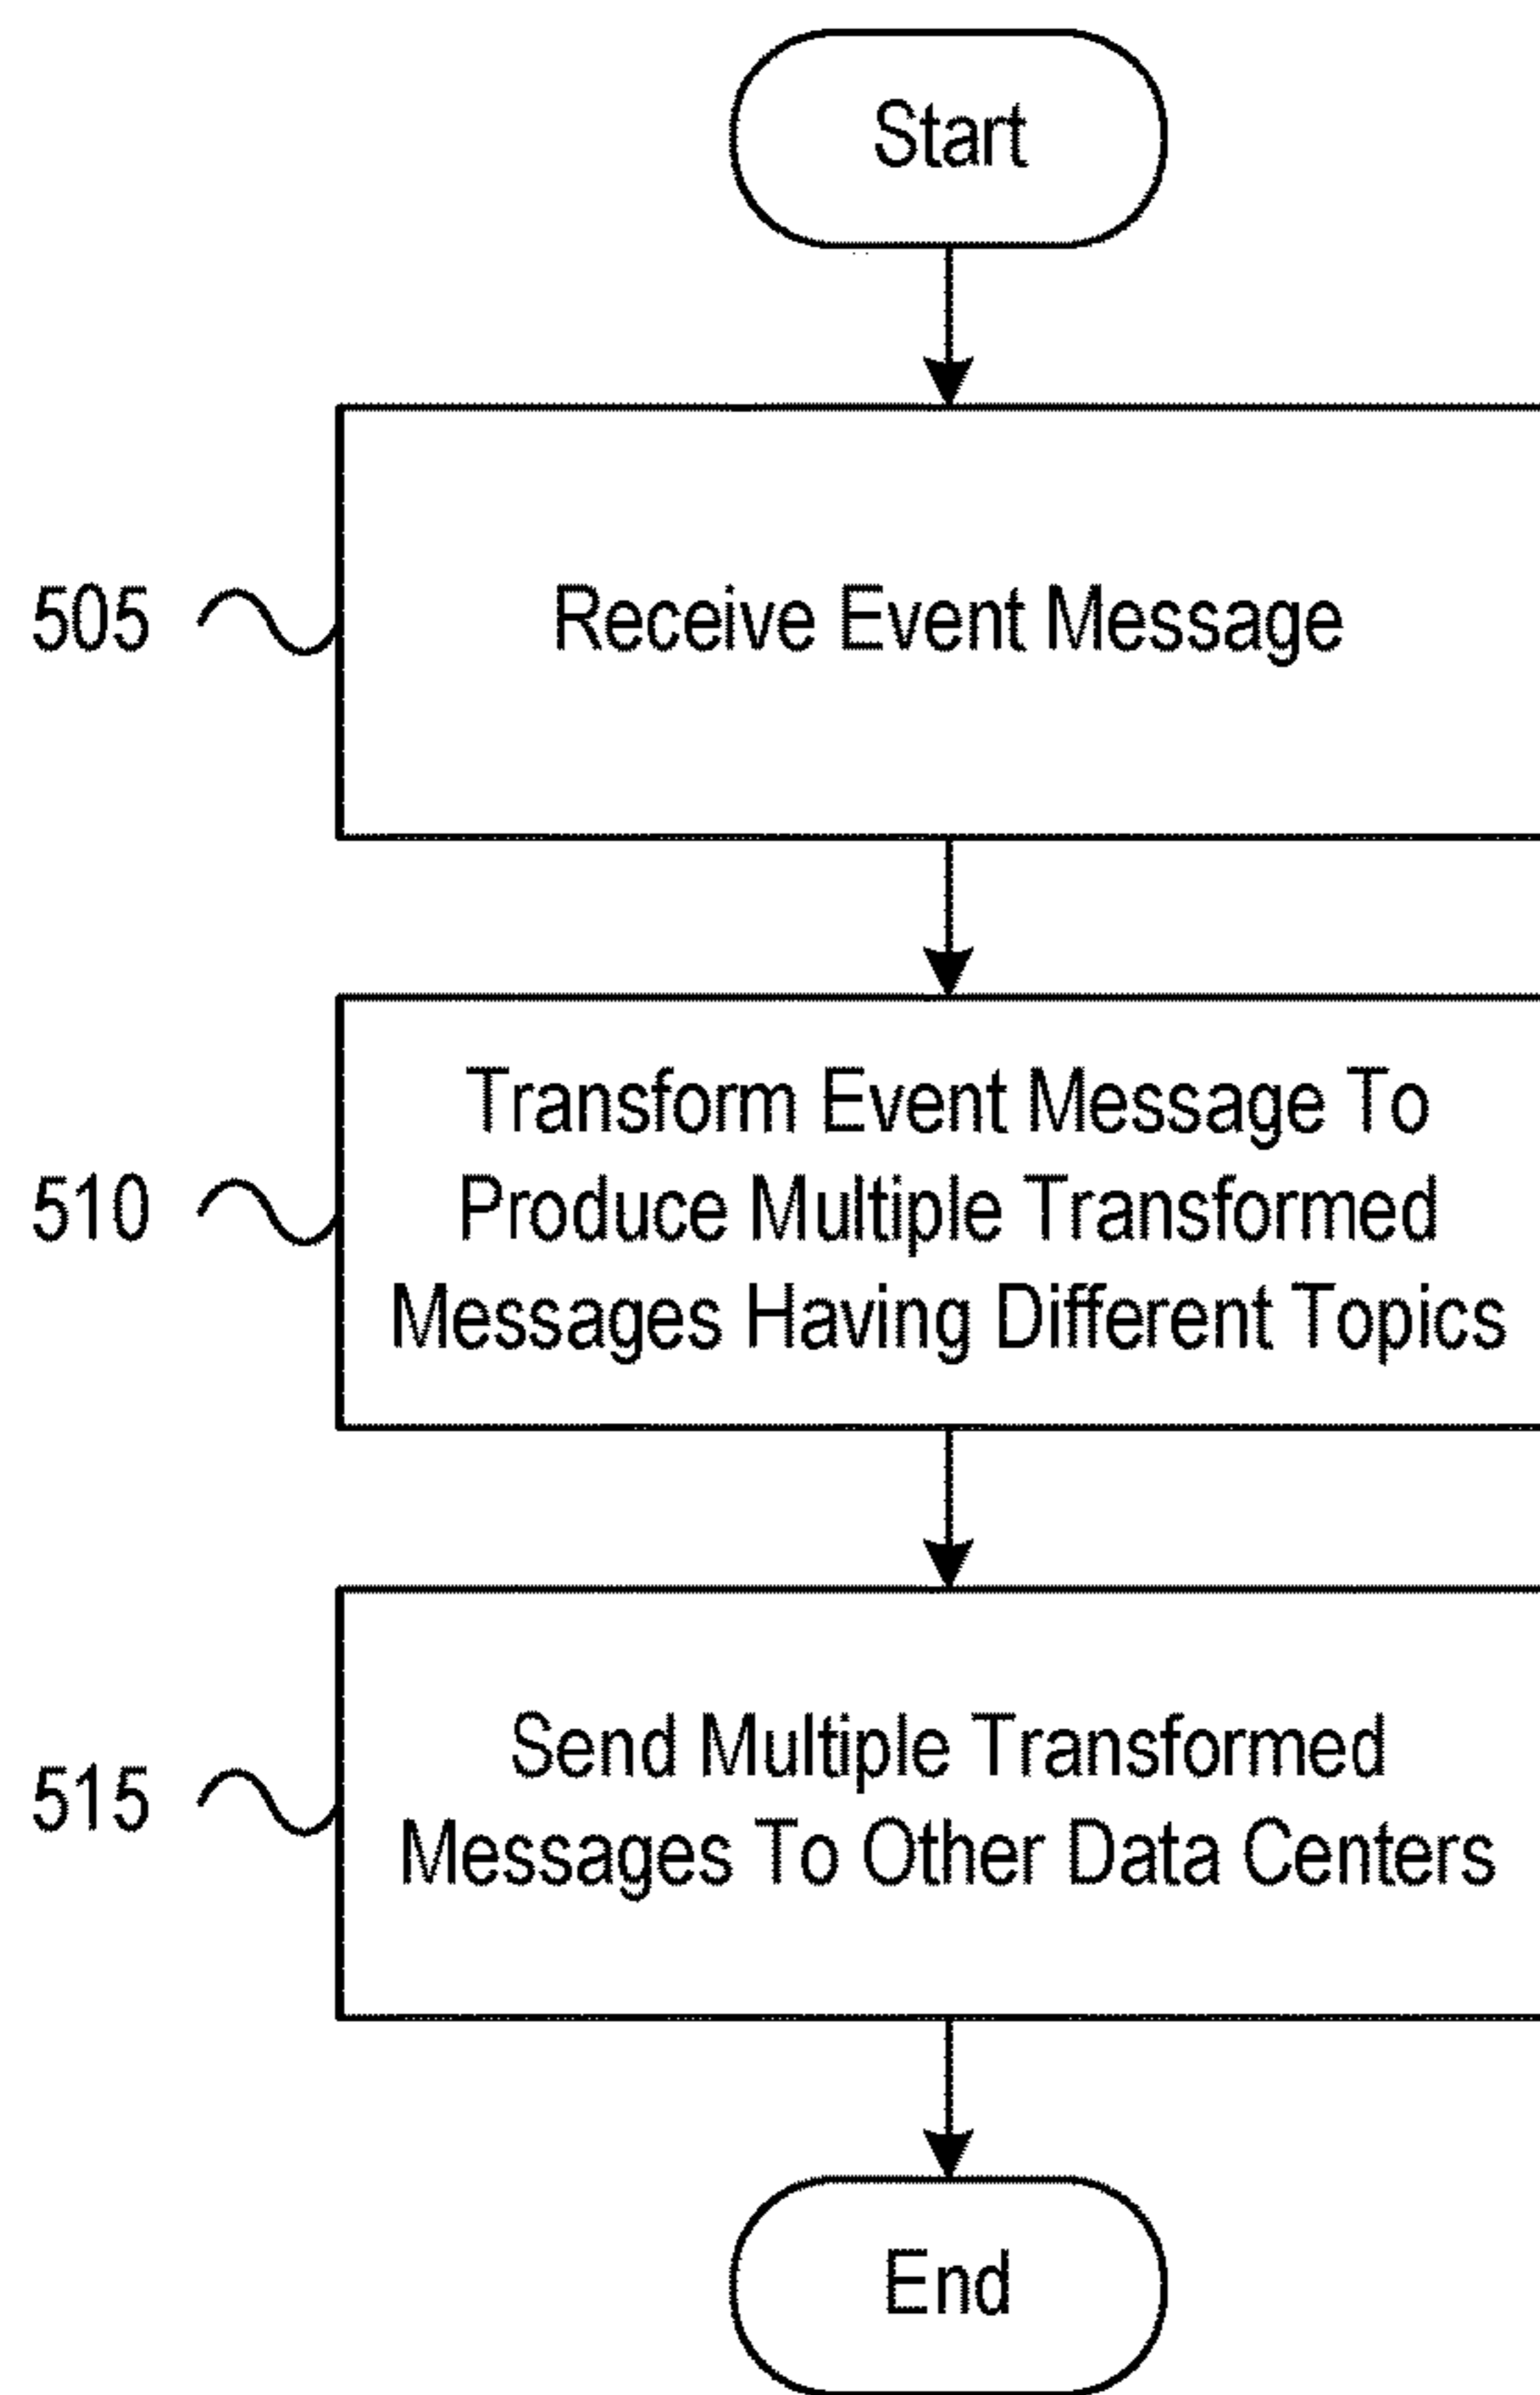 Start
505
Receive Event Message
510
Transform Event Message To
Produce Multiple Transformed
Messages Having Different Topics
515
Send Multiple Transformed
Messages To Other Data Centers
End